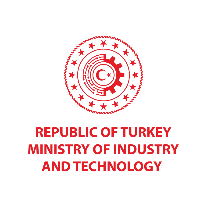 REPUBLIC OF TURKEY
MINISTRY OF INDUSTRY
AND TECHNOLOGY